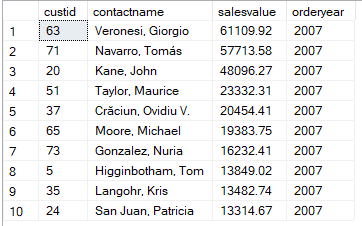 custid contactname salesvalue orderyear
1 63 Veronesi, Giorgio 61109.92 2007
2 71 Navarro, Tomás 57713.58 2007
3 20 Kane, John 48096.27 2007
4 51 Taylor, Maurice 23332.31 2007
5 37 Crăciun, Ovidiu V. 20454.41 2007
6 65 Moore, Michael 19383.75 2007
7 73 Gonzalez, Nuria 16232.41 2007
8 5 Higginbotham, Tom 13849.02 2007
9 35 Langohr, Kris 13482.74 2007
10 24 San Juan, Patricia 13314.67 2007